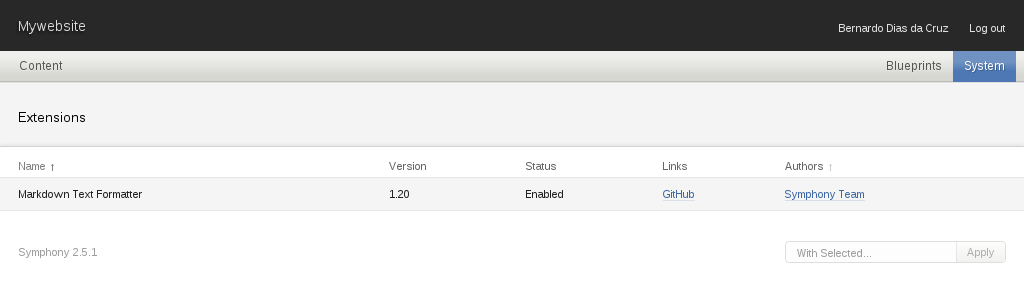 Mywebsite
Bernardo Dias da Cruz Log out
Content Blueprints System
Extensions
Name ↑ Version Status Links Authors ↑
Markdown Text Formatter 1.20 Enabled GitHub Symphony Team
Symphony 2.5.1 With Selected... Apply